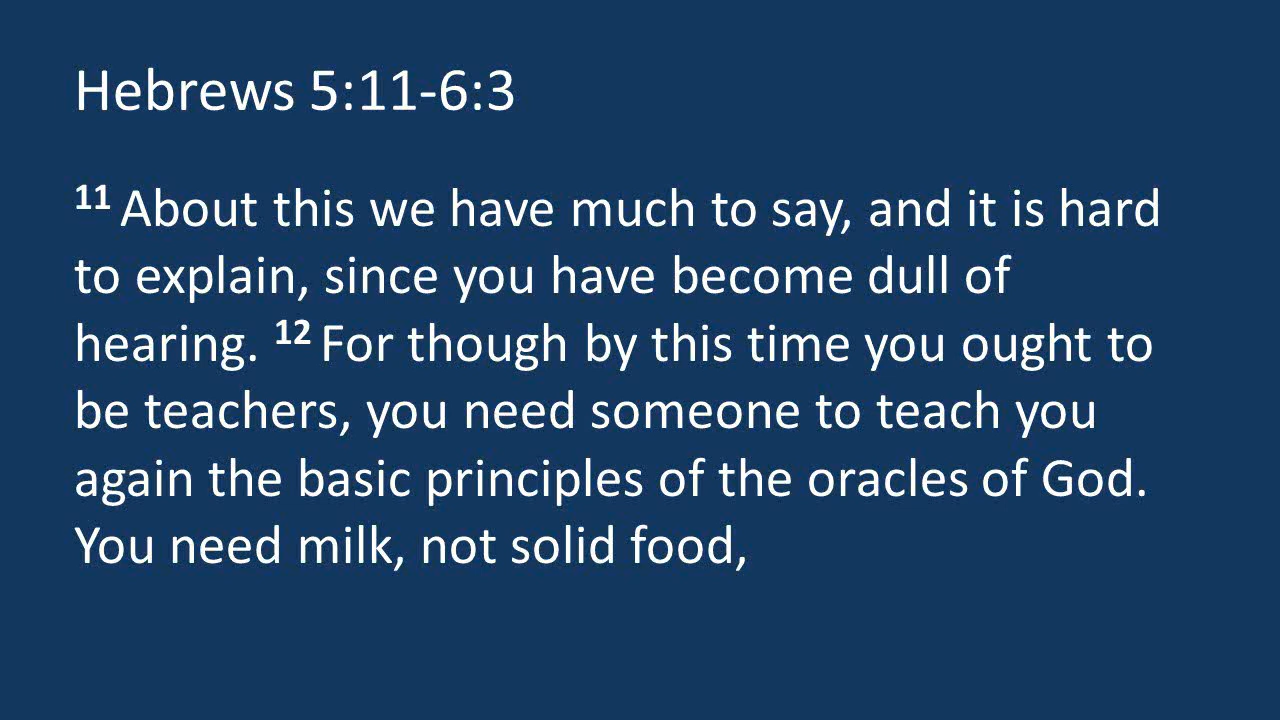 Hebrews 5:11-6:3
11 About this we have much to say, and it is hard
to explain, since you have become dull of
hearing. 12 For though by this time you ought to
be teachers, you need someone to teach you
again the basic principles of the oracles of God.
You need milk, not solid food,